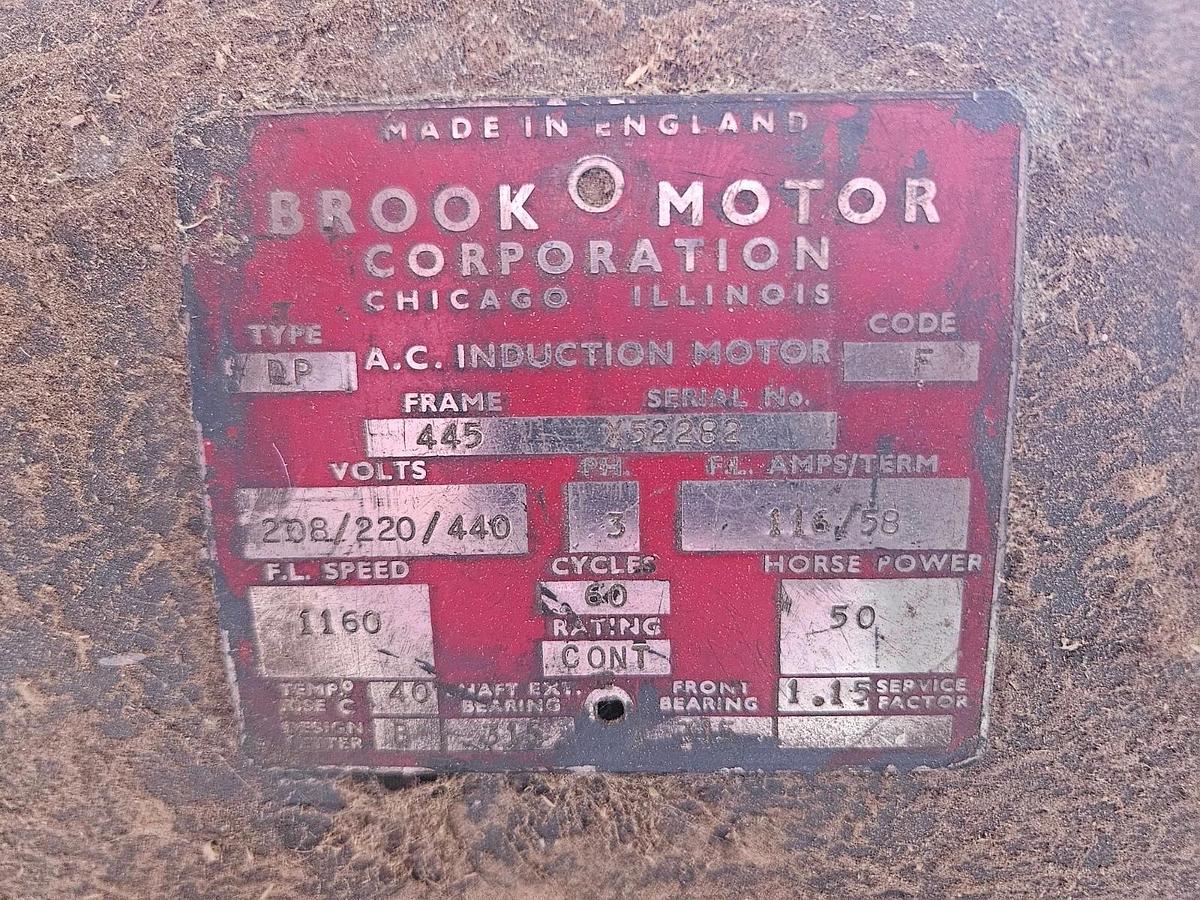 MADE IN ENGLAND
BROOK MOTOR
CORPORATION
CHICAGO ILLINOIS
TYPE CODE
DP A.C. INDUCTION MOTOR F
FRAME SERIAL No.
445 X52282
VOLTS PH. F.L. AMPS/TERM
208/220/440 3 116/58
F.L. SPEED CYCLES HORSE POWER
1160 60 50
RATING
CONT
TEMP. RISE °C 40 SHAFT EXT. BEARING FRONT BEARING 1.15 SERVICE FACTOR
DESIGN LETTER B